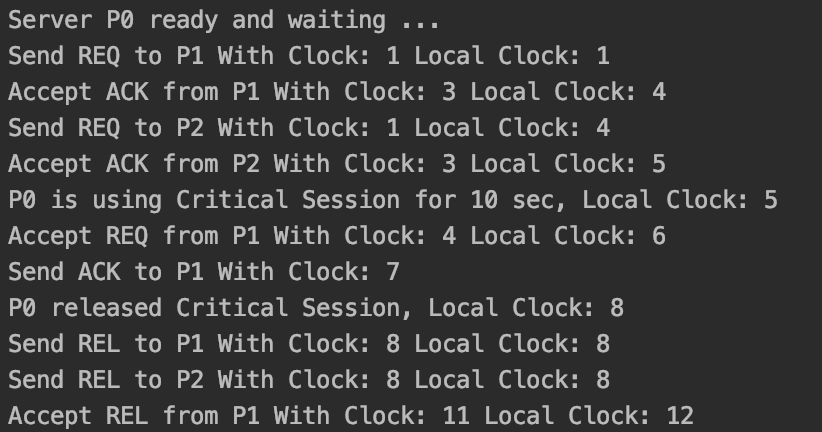 Server P0 ready and waiting ...
Send REQ to P1 With Clock: 1 Local Clock: 1
Accept ACK from P1 With Clock: 3 Local Clock: 4
Send REQ to P2 With Clock: 1 Local Clock: 4
Accept ACK from P2 With Clock: 3 Local Clock: 5
P0 is using Critical Session for 10 sec, Local Clock: 5
Accept REQ from P1 With Clock: 4 Local Clock: 6
Send ACK to P1 With Clock: 7
P0 released Critical Session, Local Clock: 8
Send REL to P1 With Clock: 8 Local Clock: 8
Send REL to P2 With Clock: 8 Local Clock: 8
Accept REL from P1 With Clock: 11 Local Clock: 12